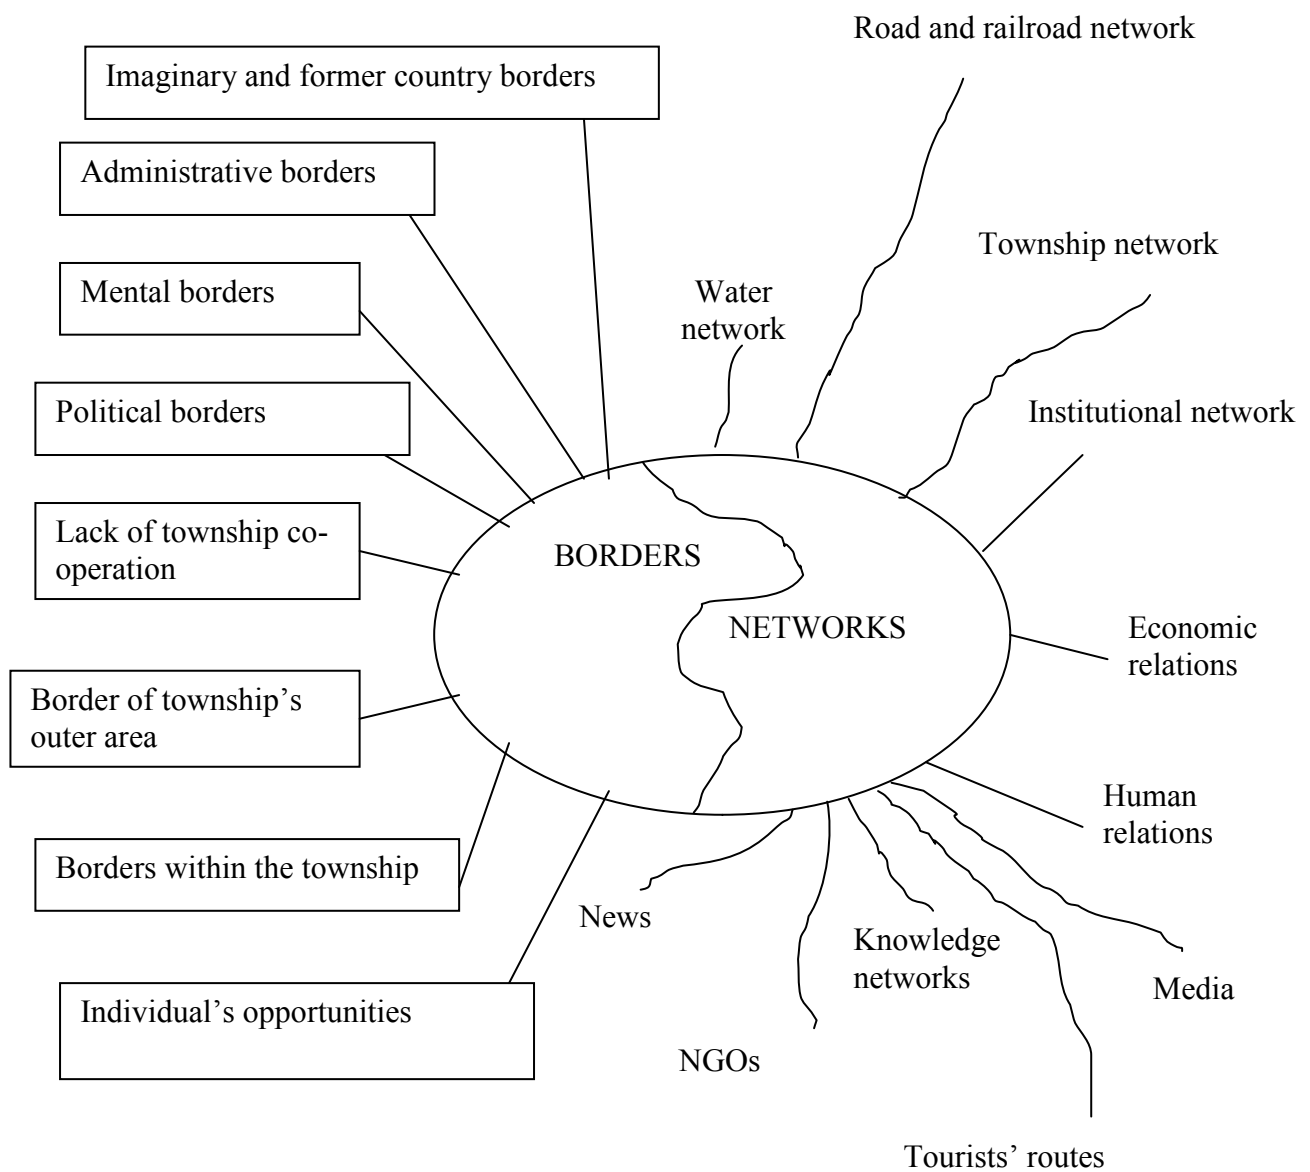 Road and railroad network
Imaginary and former country borders
Administrative borders
Township network
Mental borders
Water
network
Political borders
Institutional network
Lack of township co-
operation
BORDERS
NETWORKS
Economic
relations
Border of township’s
outer area
Human
relations
Borders within the township
News
Knowledge
networks
Media
Individual’s opportunities
NGOs
Tourists’ routes